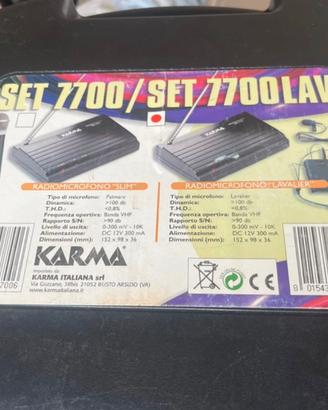 SET 7700/SET 7700LAV
KARMA
KARMA
RADIOMICROFONO "SLIM"
Tipo di microfono: Palmare
Dinamica: >100 db
T.H.D.: <0,8%
Frequenza operativa: Banda VHF
Rapporto S/N: >90 db
Livello di uscita: 0-300 mV - 10K
Alimentazione: DC 12V 300 mA
Dimensioni (mm): 152 x 98 x 36
RADIOMICROFONO "LAVALIER"
Tipo di microfono: Lavalier
Dinamica: >100 db
T.H.D.: <0,8%
Frequenza operativa: Banda VHF
Rapporto S/N: >90 db
Livello di uscita: 0-300 mV - 10K
Alimentazione: DC 12V 300 mA
Dimensioni (mm): 152 x 98 x 36
KARMA
Importato da:
KARMA ITALIANA srl
Via Gozzano, 38bis 21052 BUSTO ARSIZIO (VA)
www.karmaitaliana.it
CE
7006
8 01543